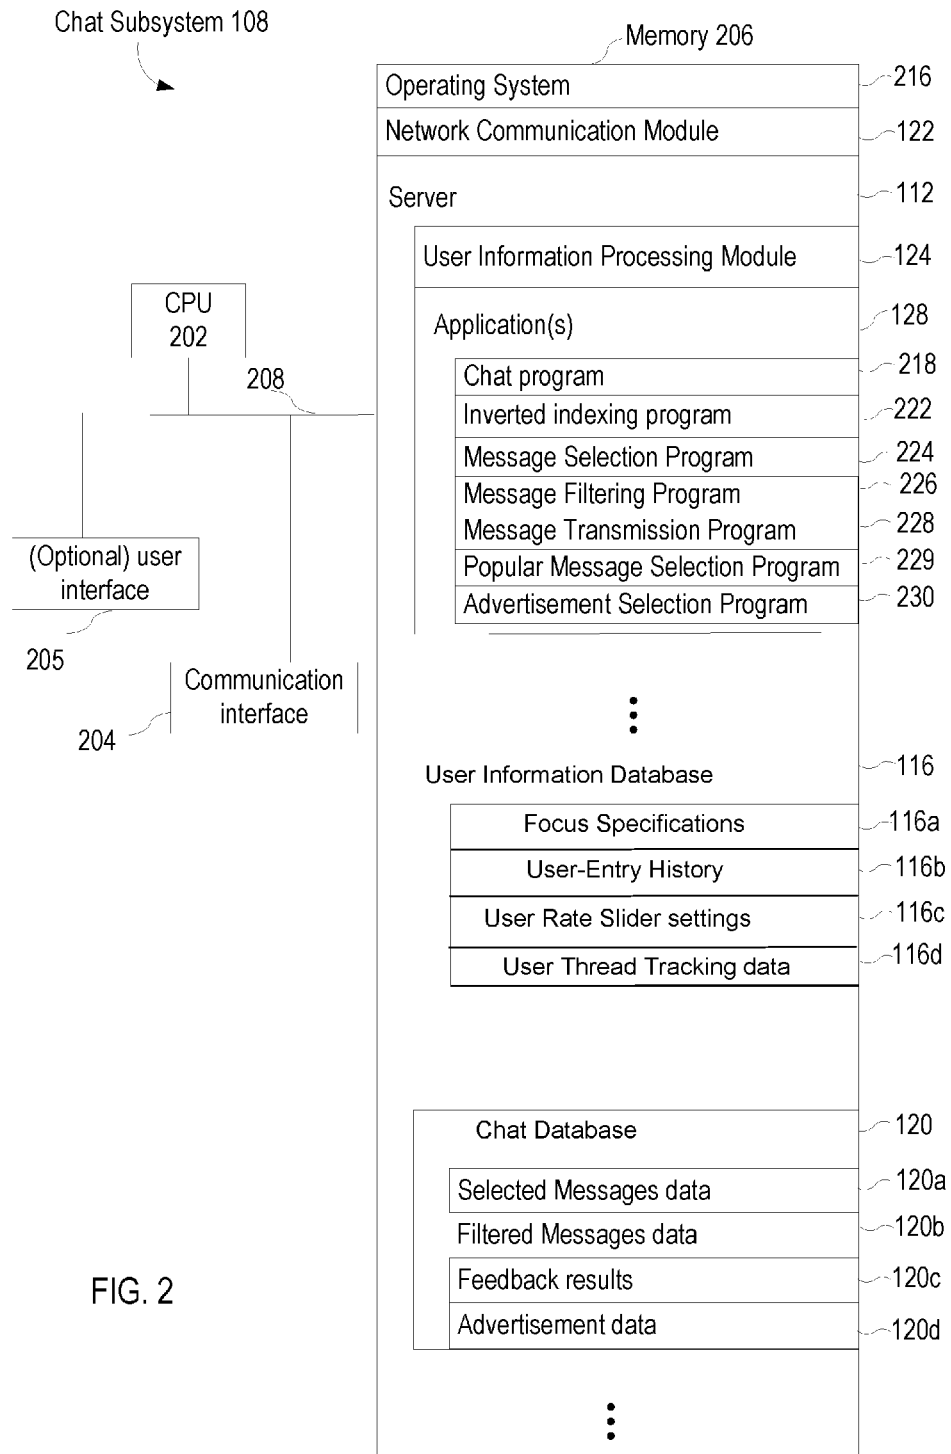 Chat Subsystem 108
Memory 206
Operating System
216
Network Communication Module
122
Server
112
User Information Processing Module
124
CPU
202
Application(s)
128
Chat program
218
208
Inverted indexing program
222
Message Selection Program
224
Message Filtering Program
226
Message Transmission Program
228
Popular Message Selection Program
229
Advertisement Selection Program
230
(Optional) user
interface
205
Communication
interface
204
User Information Database
116
Focus Specifications
116a
User-Entry History
116b
User Rate Slider settings
116c
User Thread Tracking data
116d
Chat Database
120
Selected Messages data
120a
Filtered Messages data
120b
Feedback results
120c
Advertisement data
120d
FIG. 2